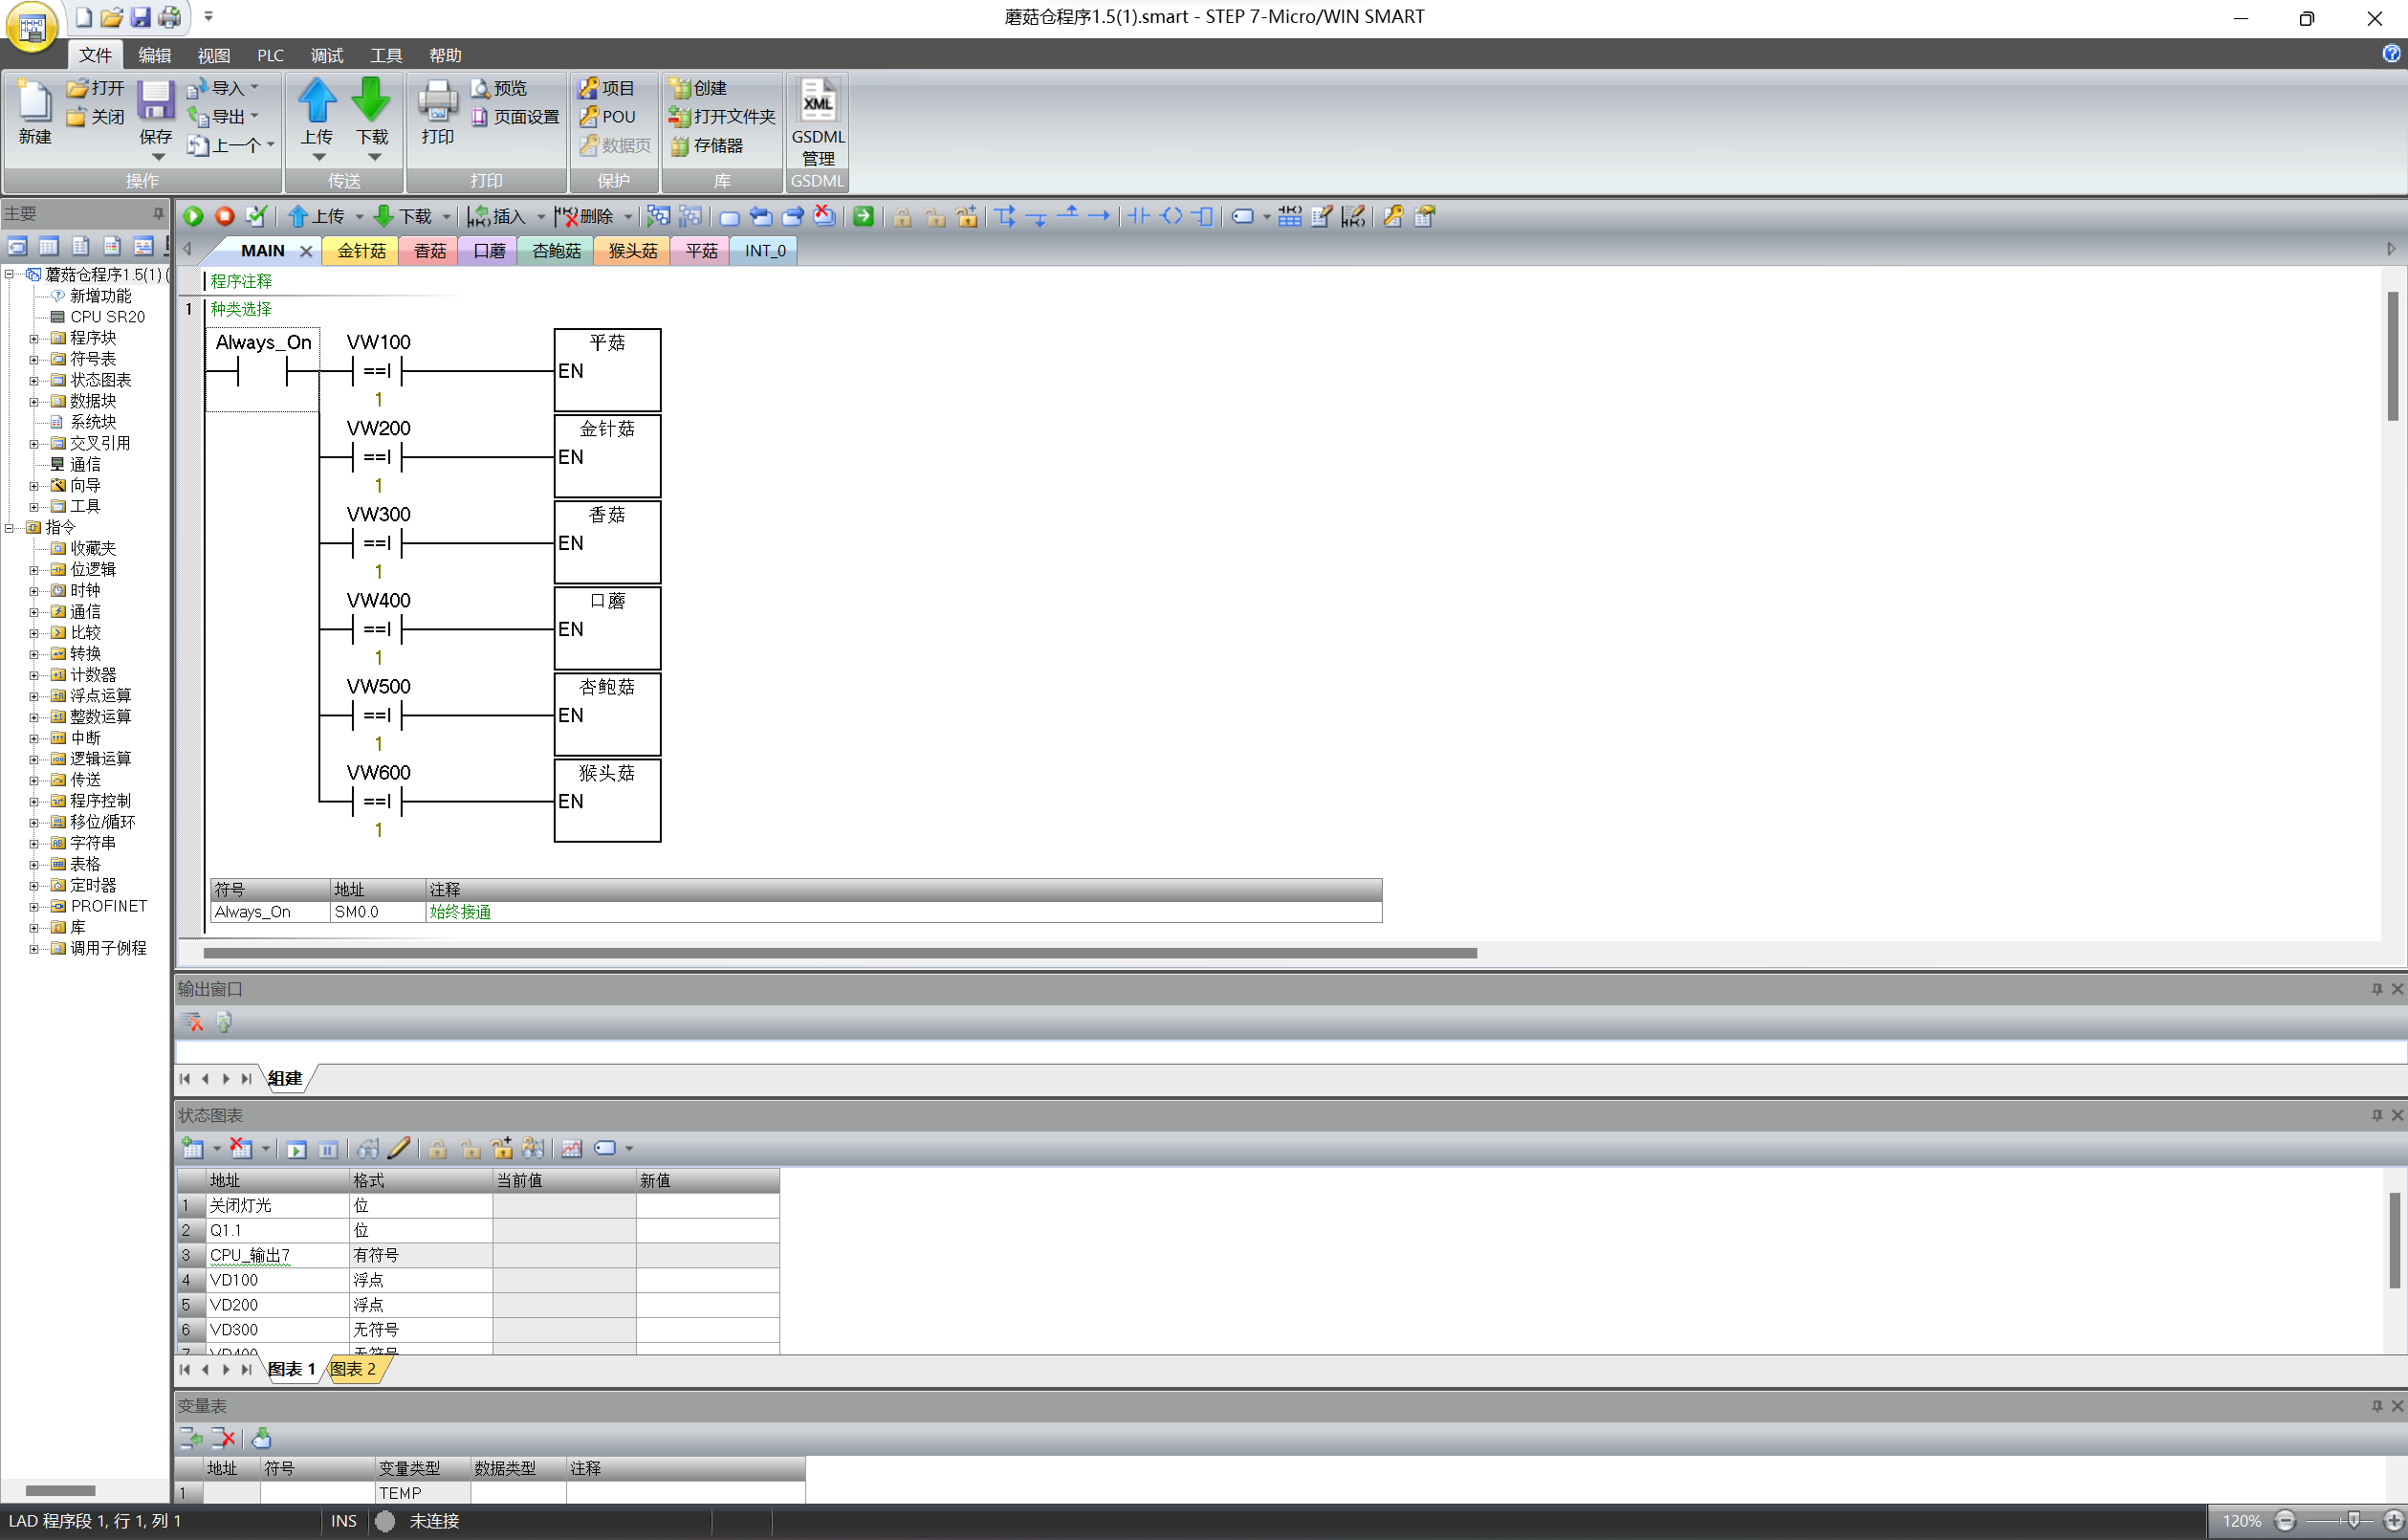 蘑菇仓程序1.5(1).smart - STEP 7-Micro/WIN SMART
文件 编辑 视图 PLC 调试 工具 帮助
新建
打开
关闭
保存
导入
导出
上一个
操作
上传
下载
传送
打印
预览
页面设置
打印
项目
POU
数据页
保护
创建
打开文件夹
存储器
库
XML
GSDML
管理
GSDML
主要
上传 下载 插入 删除
MAIN 金针菇 香菇 口蘑 杏鲍菇 猴头菇 平菇 INT_0
蘑菇仓程序1.5(1) (
新增功能
CPU SR20
程序块
符号表
状态图表
数据块
系统块
交叉引用
通信
向导
工具
指令
收藏夹
位逻辑
时钟
通信
比较
转换
计数器
浮点运算
整数运算
中断
逻辑运算
传送
程序控制
移位/循环
字符串
表格
定时器
PROFINET
库
调用子例程
程序注释
1 种类选择
Always_On VW100 平菇
==I EN
1
VW200 金针菇
==I EN
1
VW300 香菇
==I EN
1
VW400 口蘑
==I EN
1
VW500 杏鲍菇
==I EN
1
VW600 猴头菇
==I EN
1
符号 地址 注释
Always_On SM0.0 始终接通
输出窗口
组建
状态图表
地址 格式 当前值 新值
1 关闭灯光 位
2 Q1.1 位
3 CPU_输出7 有符号
4 VD100 浮点
5 VD200 浮点
6 VD300 无符号
7 VD400 无符号
图表 1 图表 2
变量表
地址 符号 变量类型 数据类型 注释
1 TEMP
LAD 程序段 1, 行 1, 列 1 INS 未连接 120%